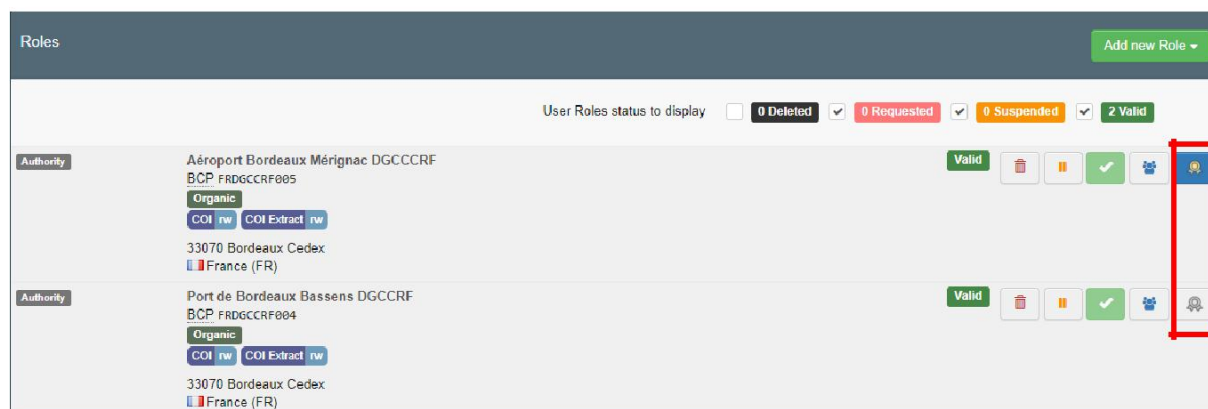 Roles
Add new Role
User Roles status to display 0 Deleted 0 Requested 0 Suspended 2 Valid
Authority Aéroport Bordeaux Mérignac DGCCCRF Valid
BCP FRDGCCRF005
Organic
COI rw COI Extract rw
33070 Bordeaux Cedex
France (FR)
Authority Port de Bordeaux Bassens DGCCRF Valid
BCP FRDGCCRF004
Organic
COI rw COI Extract rw
33070 Bordeaux Cedex
France (FR)